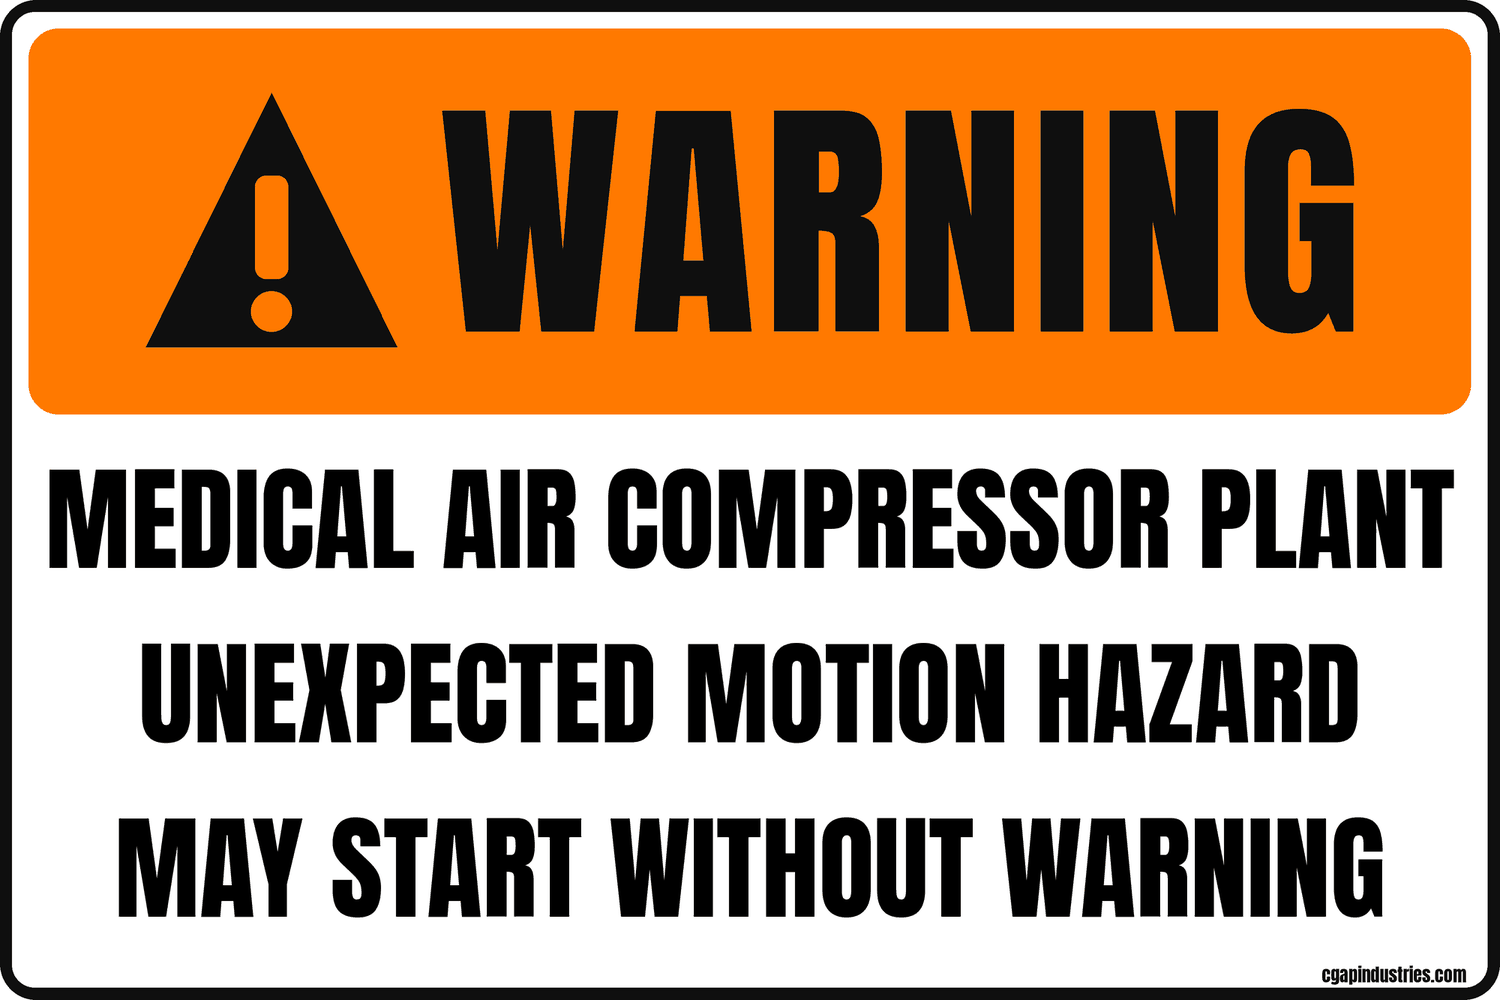 WARNING
MEDICAL AIR COMPRESSOR PLANT
UNEXPECTED MOTION HAZARD
MAY START WITHOUT WARNING
cgapindustries.com